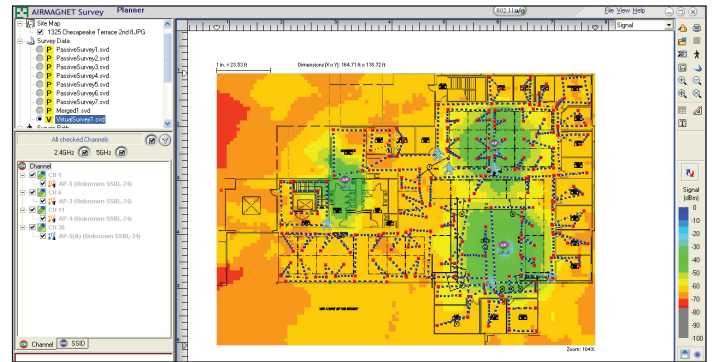 AIRMAGNET Survey Planner
802.11a/g
File View Help
Site Map
1325 Chesapeake Terrace 2nd fl.JPG
Survey Data
P PassiveSurvey1.svd
P PassiveSurvey2.svd
P PassiveSurvey3.svd
P PassiveSurvey4.svd
P PassiveSurvey5.svd
P PassiveSurvey6.svd
P PassiveSurvey7.svd
P Merged1.svd
V VirtualSurvey1.svd
Survey Path
All checked Channels
2.4GHz 5GHz
Channel
CH 1
AP-5 (Unknown SSID,-24)
CH 6
AP-3 (Unknown SSID,-24)
CH 11
AP-4 (Unknown SSID,-24)
CH 36
AP-5(A) (Unknown SSID,-24)
Channel SSID
Signal
1 in. = 23.53 ft
Dimensions (X x Y): 164.71 ft x 118.72 ft
Zoom: 104%
Signal
(dBm)
0
-10
-20
-30
-40
-50
-60
-70
-80
-90
-100